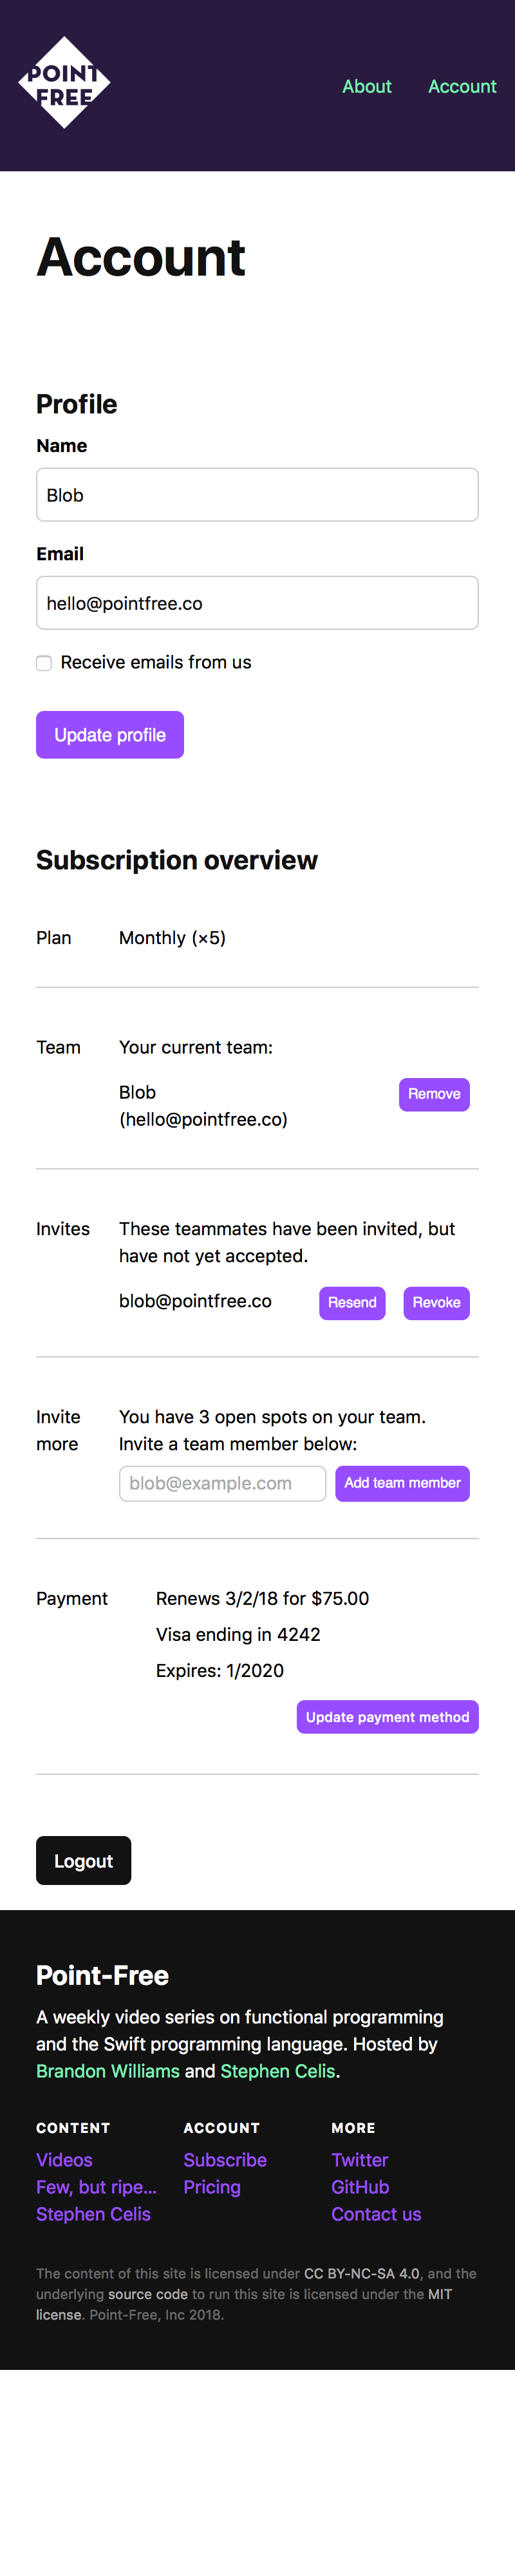 POINT
FREE
About Account
Account
Profile
Name
Blob
Email
hello@pointfree.co
Receive emails from us
Update profile
Subscription overview
Plan Monthly (×5)
Team Your current team:
Blob
(hello@pointfree.co)
Remove
Invites These teammates have been invited, but
have not yet accepted.
blob@pointfree.co Resend Revoke
Invite
more
You have 3 open spots on your team.
Invite a team member below:
blob@example.com Add team member
Payment Renews 3/2/18 for $75.00
Visa ending in 4242
Expires: 1/2020
Update payment method
Logout
Point-Free
A weekly video series on functional programming
and the Swift programming language. Hosted by
Brandon Williams and Stephen Celis.
CONTENT
Videos
Few, but ripe...
Stephen Celis
ACCOUNT
Subscribe
Pricing
MORE
Twitter
GitHub
Contact us
The content of this site is licensed under CC BY-NC-SA 4.0, and the
underlying source code to run this site is licensed under the MIT
license. Point-Free, Inc 2018.